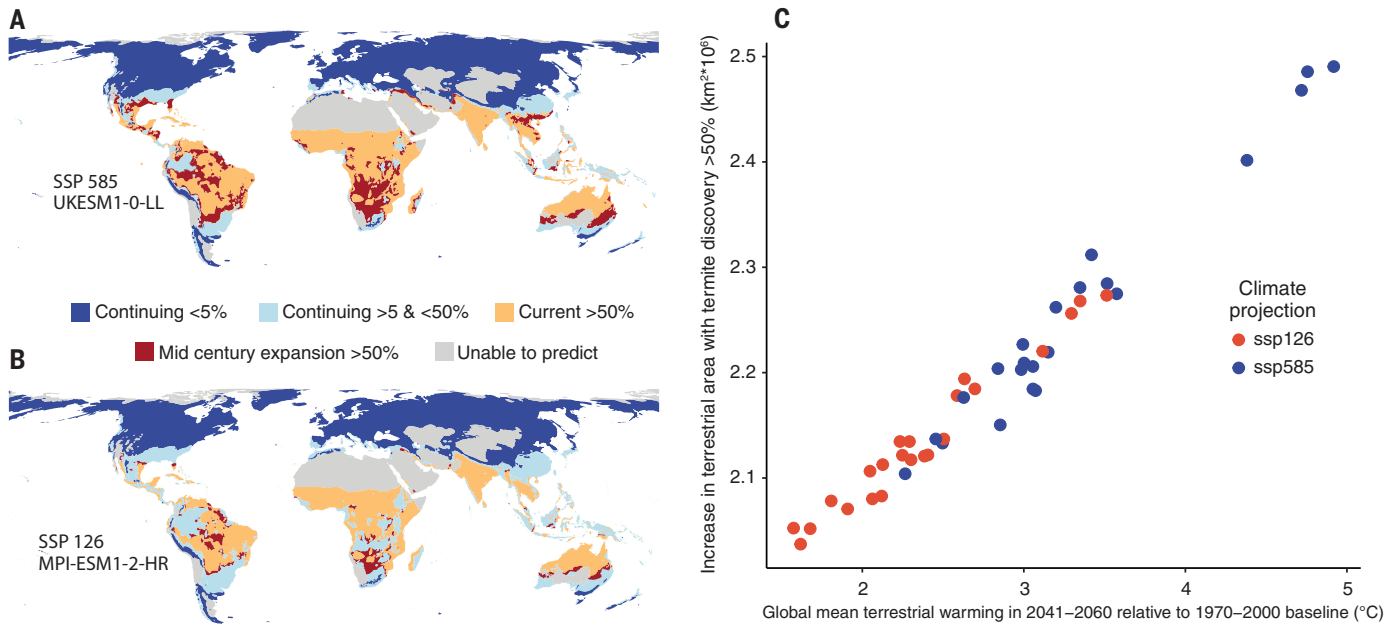 A
SSP 585
UKESM1-0-LL
Continuing <5%
Continuing >5 & <50%
Current >50%
Mid century expansion >50%
Unable to predict
B
SSP 126
MPI-ESM1-2-HR
C
Increase in terrestrial area with termite discovery >50% (km²*10⁶)
2.5
2.4
2.3
2.2
2.1
Climate
projection
ssp126
ssp585
2 3 4 5
Global mean terrestrial warming in 2041–2060 relative to 1970–2000 baseline (°C)